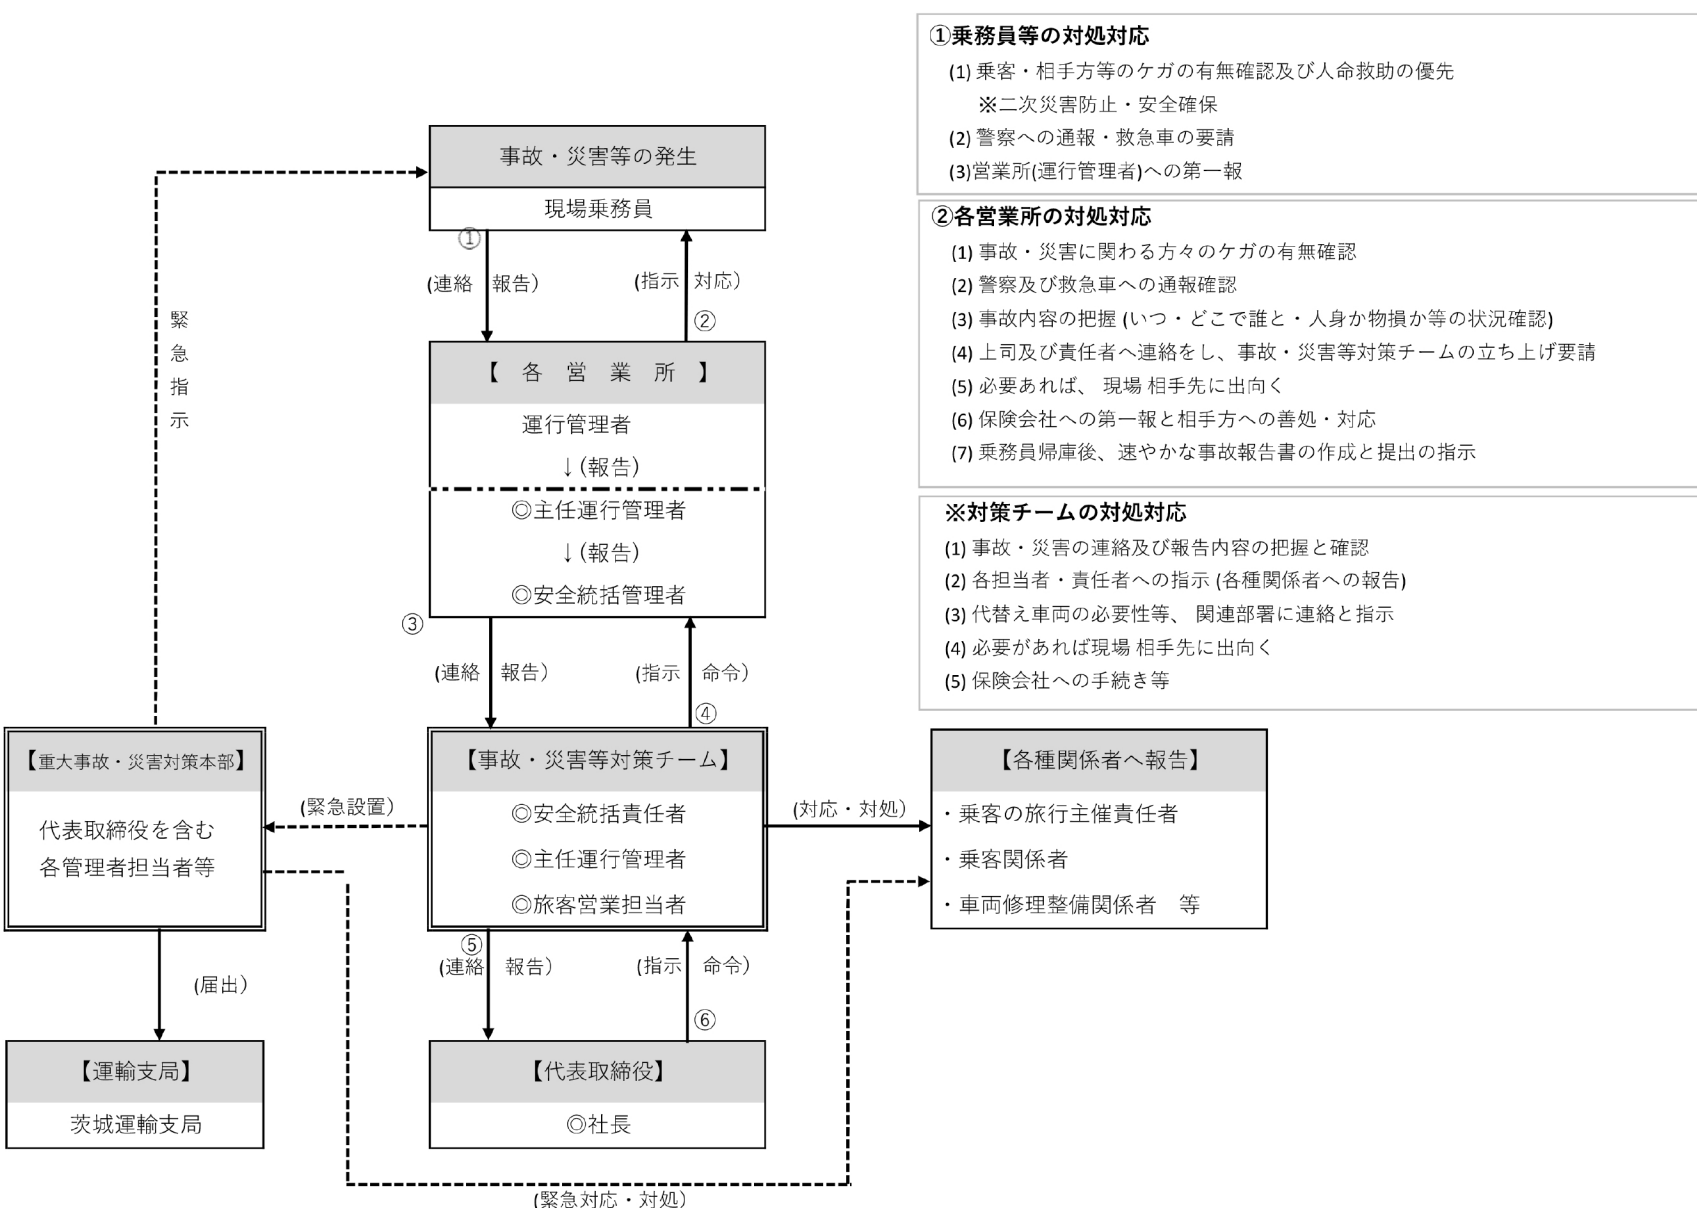 ①乗務員等の対処対応
(1) 乗客・相手方等のケガの有無確認及び人命救助の優先
※二次災害防止・安全確保
(2) 警察への通報・救急車の要請
(3)営業所(運行管理者)への第一報
②各営業所の対処対応
(1) 事故・災害に関わる方々のケガの有無確認
(2) 警察及び救急車への通報確認
(3) 事故内容の把握 (いつ・どこで誰と・人身か物損か等の状況確認)
(4) 上司及び責任者へ連絡をし、事故・災害等対策チームの立ち上げ要請
(5) 必要あれば、 現場 相手先に出向く
(6) 保険会社への第一報と相手方への善処・対応
(7) 乗務員帰庫後、速やかな事故報告書の作成と提出の指示
※対策チームの対処対応
(1) 事故・災害の連絡及び報告内容の把握と確認
(2) 各担当者・責任者への指示 (各種関係者への報告)
(3) 代替え車両の必要性等、 関連部署に連絡と指示
(4) 必要があれば現場 相手先に出向く
(5) 保険会社への手続き等
事故・災害等の発生
現場乗務員
①
(連絡 報告)
(指示 対応)
②
緊急指示
【 各 営 業 所 】
運行管理者
↓(報告)
◎主任運行管理者
↓(報告)
◎安全統括管理者
③
(連絡 報告)
(指示 命令)
④
【重大事故・災害対策本部】
代表取締役を含む
各管理者担当者等
(緊急設置)
【事故・災害等対策チーム】
◎安全統括責任者
◎主任運行管理者
◎旅客営業担当者
(対応・対処)
【各種関係者へ報告】
・乗客の旅行主催責任者
・乗客関係者
・車両修理整備関係者 等
⑤
(連絡 報告)
(指示 命令)
⑥
(届出)
【運輸支局】
茨城運輸支局
【代表取締役】
◎社長
(緊急対応・対処)